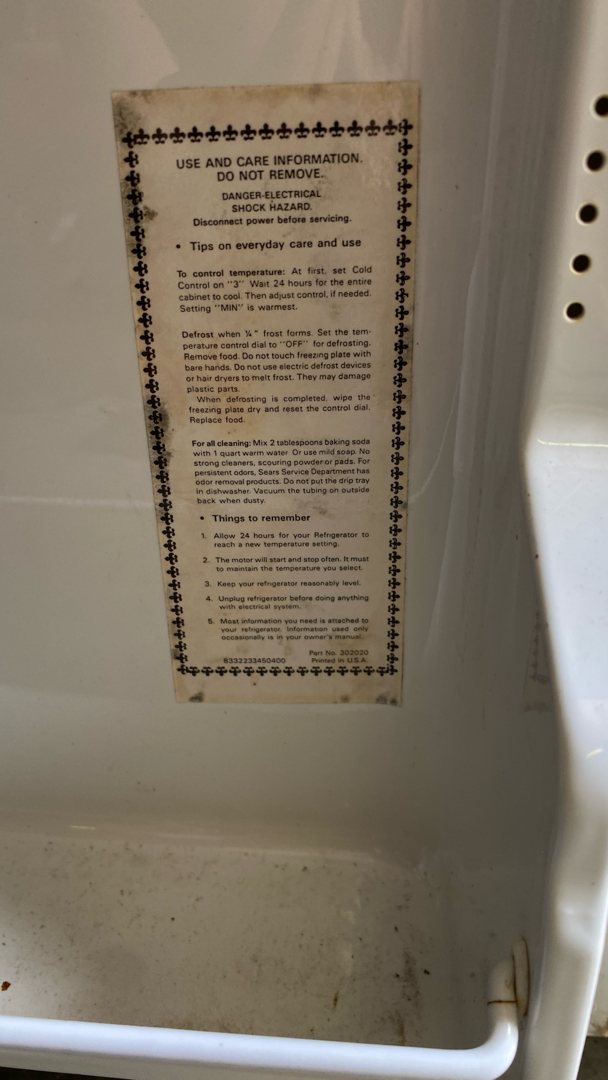 USE AND CARE INFORMATION.
DO NOT REMOVE.
DANGER-ELECTRICAL
SHOCK HAZARD.
Disconnect power before servicing.
• Tips on everyday care and use
To control temperature: At first, set Cold
Control on "3" Wait 24 hours for the entire
cabinet to cool. Then adjust control, if needed.
Setting "MIN" is warmest.
Defrost when ¼" frost forms. Set the tem-
perature control dial to "OFF" for defrosting.
Remove food. Do not touch freezing plate with
bare hands. Do not use electric defrost devices
or hair dryers to melt frost. They may damage
plastic parts.
When defrosting is completed, wipe the
freezing plate dry and reset the control dial.
Replace food.
For all cleaning: Mix 2 tablespoons baking soda
with 1 quart warm water Or use mild soap. No
strong cleaners, scouring powder or pads. For
persistent odors, Sears Service Department has
odor removal products. Do not put the drip tray
in dishwasher. Vacuum the tubing on outside
back when dusty.
• Things to remember
1. Allow 24 hours for your Refrigerator to
reach a new temperature setting.
2. The motor will start and stop often. It must
to maintain the temperature you select.
3. Keep your refrigerator reasonably level.
4. Unplug refrigerator before doing anything
with electrical system.
5. Most information you need is attached to
your refrigerator. Information used only
occasionally is in your owner's manual.
Part No. 302020
8332233450400 Printed in U.S.A.